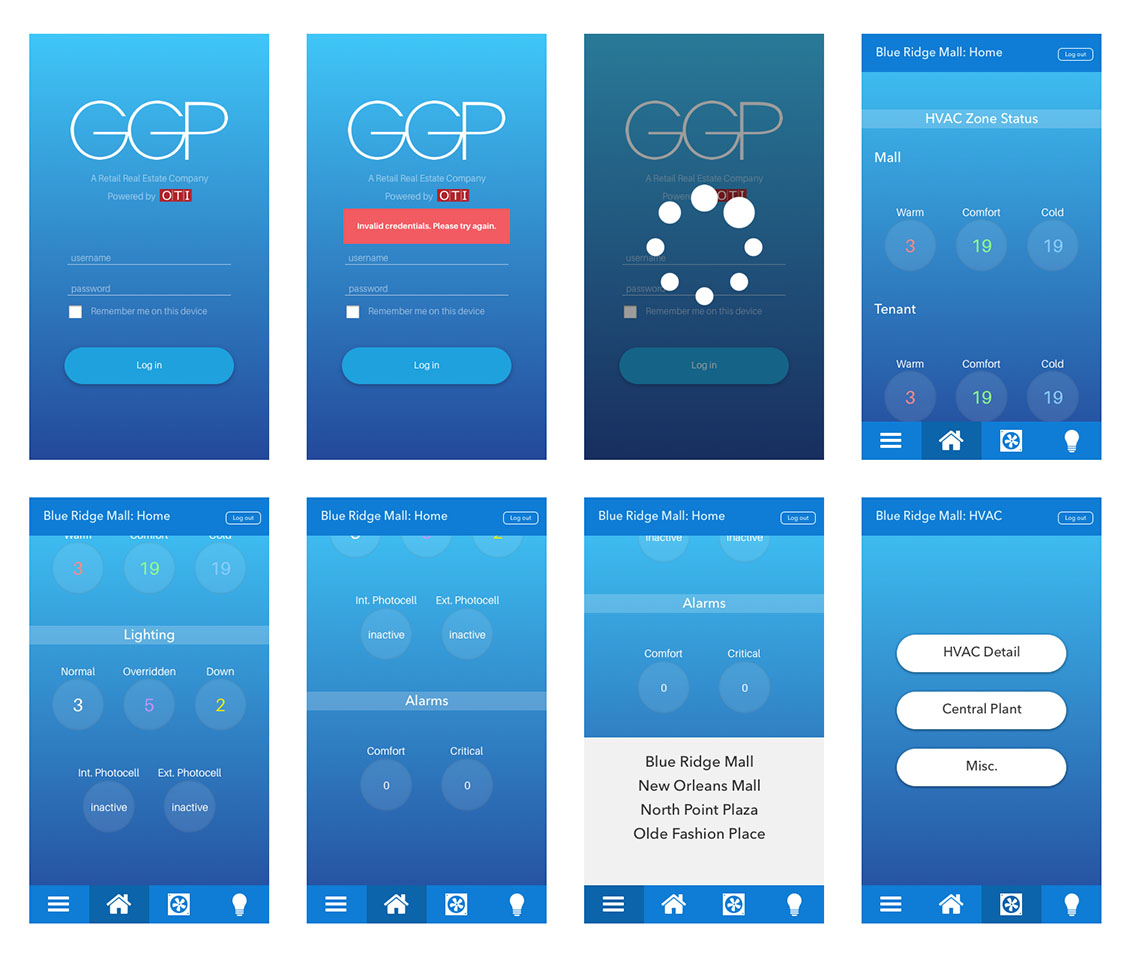 GGP
A Retail Real Estate Company
Powered by OTI
username
password
Remember me on this device
Log in
GGP
A Retail Real Estate Company
Powered by OTI
Invalid credentials. Please try again.
username
password
Remember me on this device
Log in
GGP
A Retail Real Estate Company
OTI
username
password
Remember me on this device
Log in
Blue Ridge Mall: Home Log out
HVAC Zone Status
Mall
Warm Comfort Cold
3 19 19
Tenant
Warm Comfort Cold
3 19 19
Blue Ridge Mall: Home Log out
Warm Comfort Cold
3 19 19
Lighting
Normal Overridden Down
3 5 2
Int. Photocell Ext. Photocell
inactive inactive
Blue Ridge Mall: Home Log out
Int. Photocell Ext. Photocell
inactive inactive
Alarms
Comfort Critical
0 0
Blue Ridge Mall: Home Log out
inactive inactive
Alarms
Comfort Critical
0 0
Blue Ridge Mall
New Orleans Mall
North Point Plaza
Olde Fashion Place
Blue Ridge Mall: HVAC Log out
HVAC Detail
Central Plant
Misc.